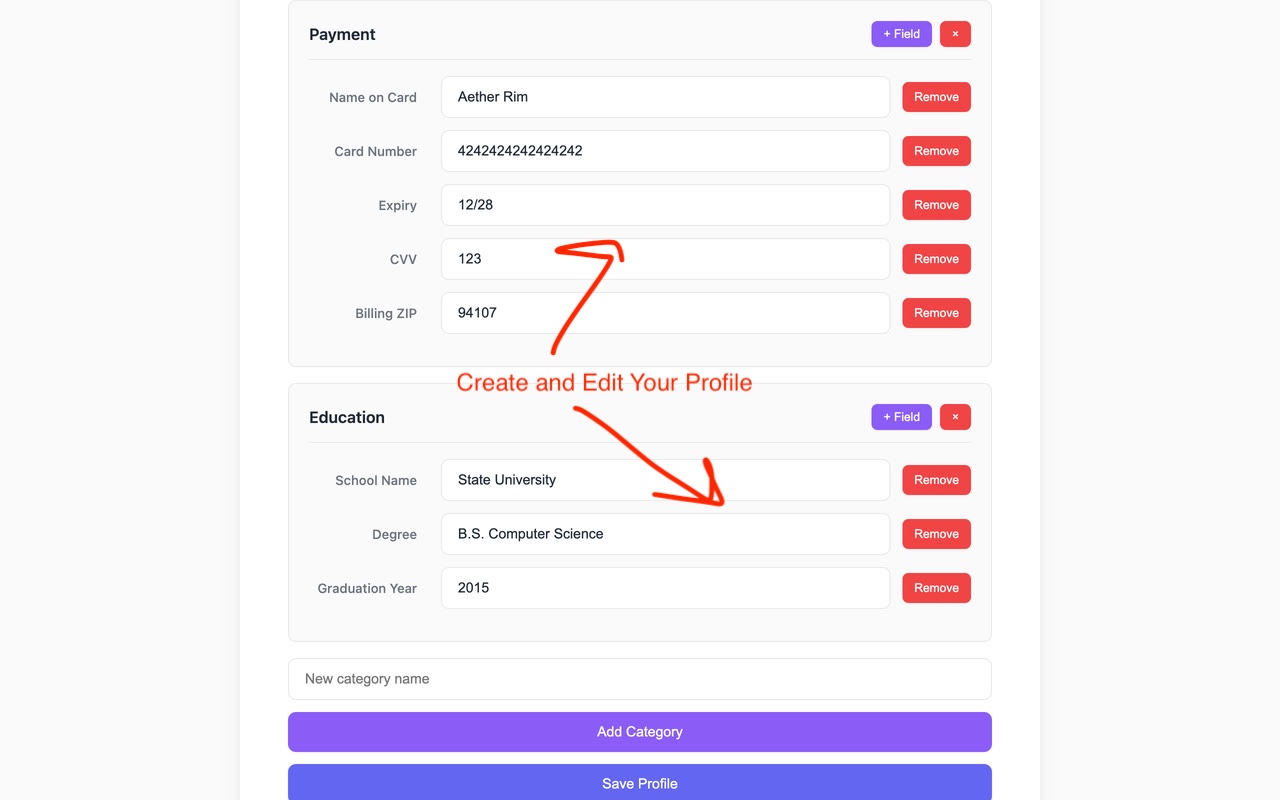 Payment + Field ×
Name on Card Aether Rim Remove
Card Number 4242424242424242 Remove
Expiry 12/28 Remove
CVV 123 Remove
Billing ZIP 94107 Remove
Create and Edit Your Profile
Education + Field ×
School Name State University Remove
Degree B.S. Computer Science Remove
Graduation Year 2015 Remove
New category name
Add Category
Save Profile